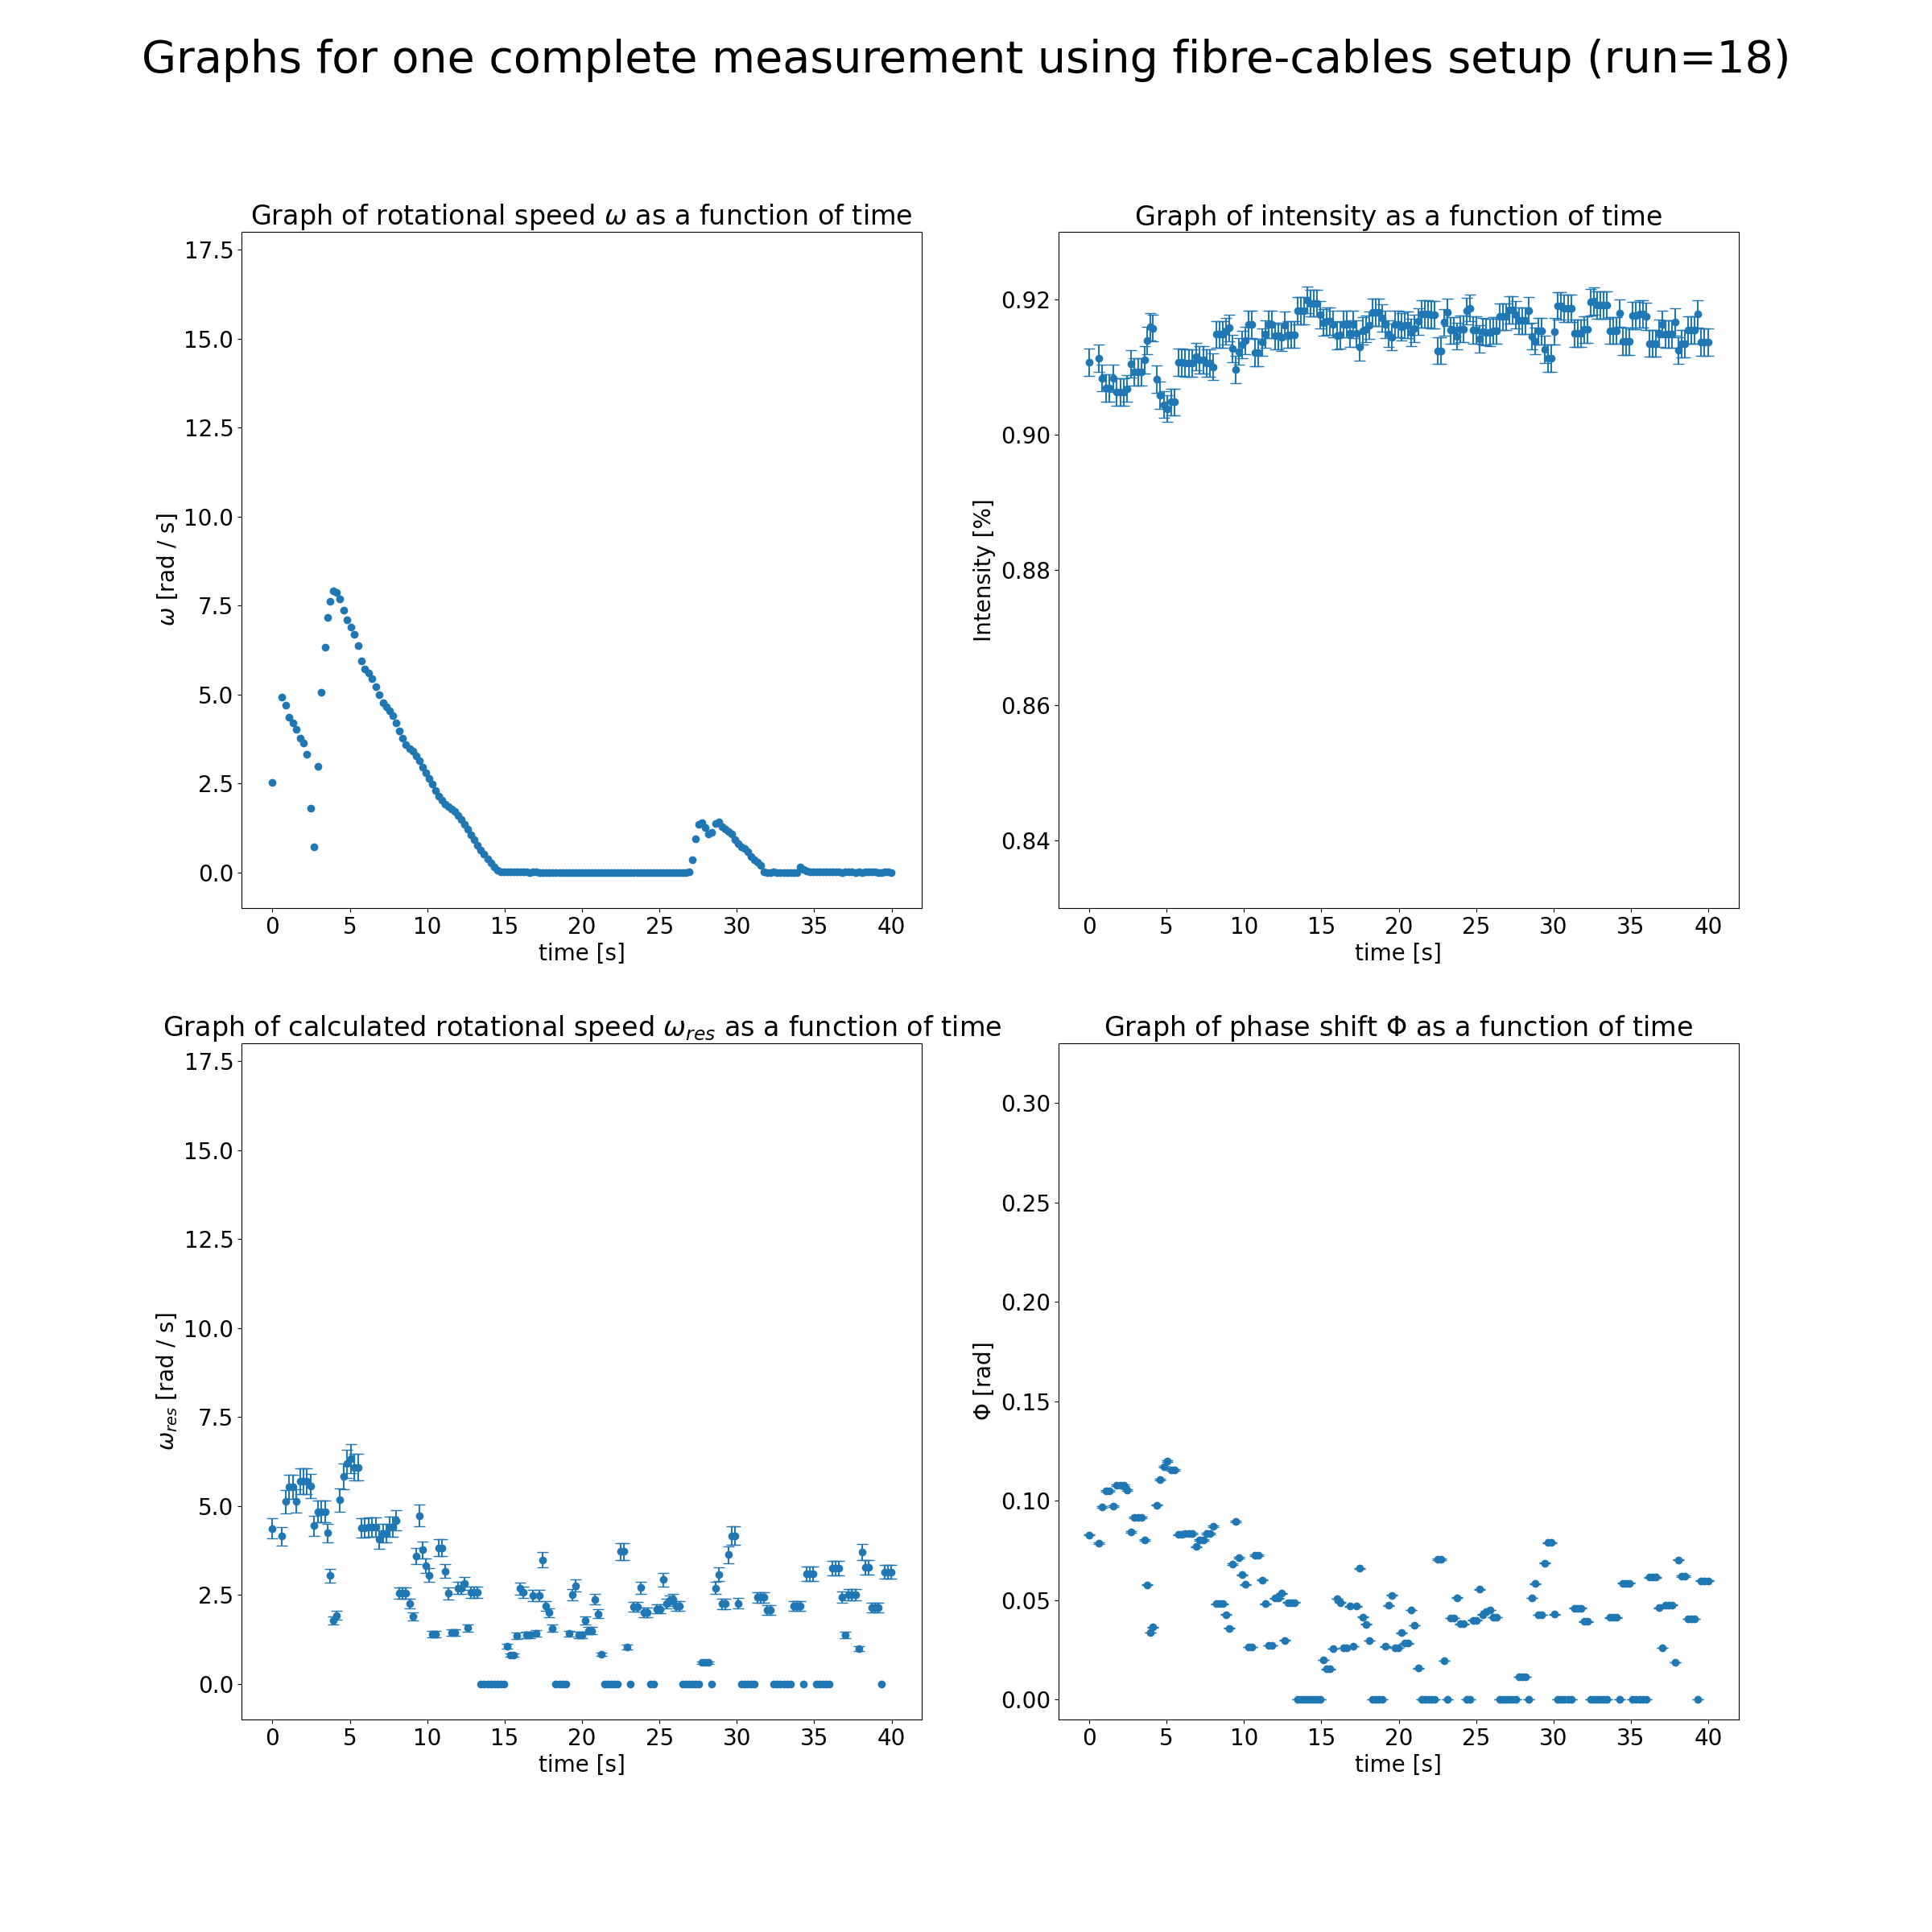 Graphs for one complete measurement using fibre-cables setup (run=18)
Graph of rotational speed ω as a function of time
17.5
15.0
12.5
10.0
7.5
5.0
2.5
0.0
ω [rad / s]
0 5 10 15 20 25 30 35 40
time [s]
Graph of intensity as a function of time
0.92
0.90
0.88
0.86
0.84
Intensity [%]
0 5 10 15 20 25 30 35 40
time [s]
Graph of calculated rotational speed ω_res as a function of time
17.5
15.0
12.5
10.0
7.5
5.0
2.5
0.0
ω_res [rad / s]
0 5 10 15 20 25 30 35 40
time [s]
Graph of phase shift Φ as a function of time
0.30
0.25
0.20
0.15
0.10
0.05
0.00
Φ [rad]
0 5 10 15 20 25 30 35 40
time [s]